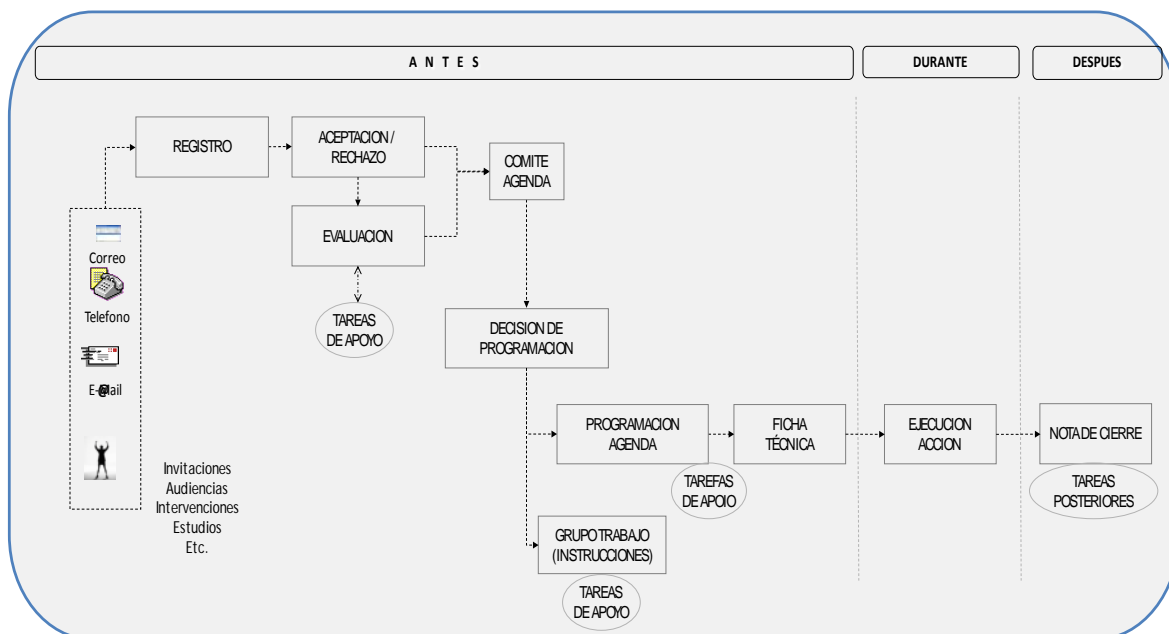 A N T E S
DURANTE
DESPUES
REGISTRO
ACEPTACION /
RECHAZO
COMITE
AGENDA
EVALUACION
Correo
Telefono
E-@Mail
TAREAS
DE APOYO
DECISION DE
PROGRAMACION
PROGRAMACION
AGENDA
FICHA
TÉCNICA
EJECUCION
ACCION
NOTA DE CIERRE
TAREFAS
DE APOIO
TAREAS
POSTERIORES
Invitaciones
Audiencias
Intervenciones
Estudios
Etc.
GRUPO TRABAJO
(INSTRUCCIONES)
TAREAS
DE APOYO